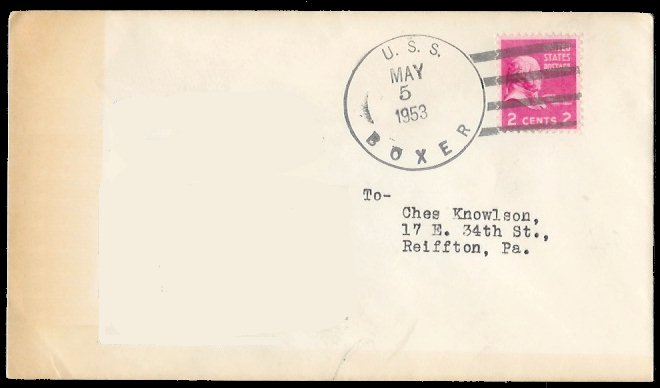 U. S. S.
MAY
5
1953
BOXER
UNITED
STATES
POSTAGE
2 CENTS 2
To-
Ches Knowlson,
17 E. 34th St.,
Reiffton, Pa.